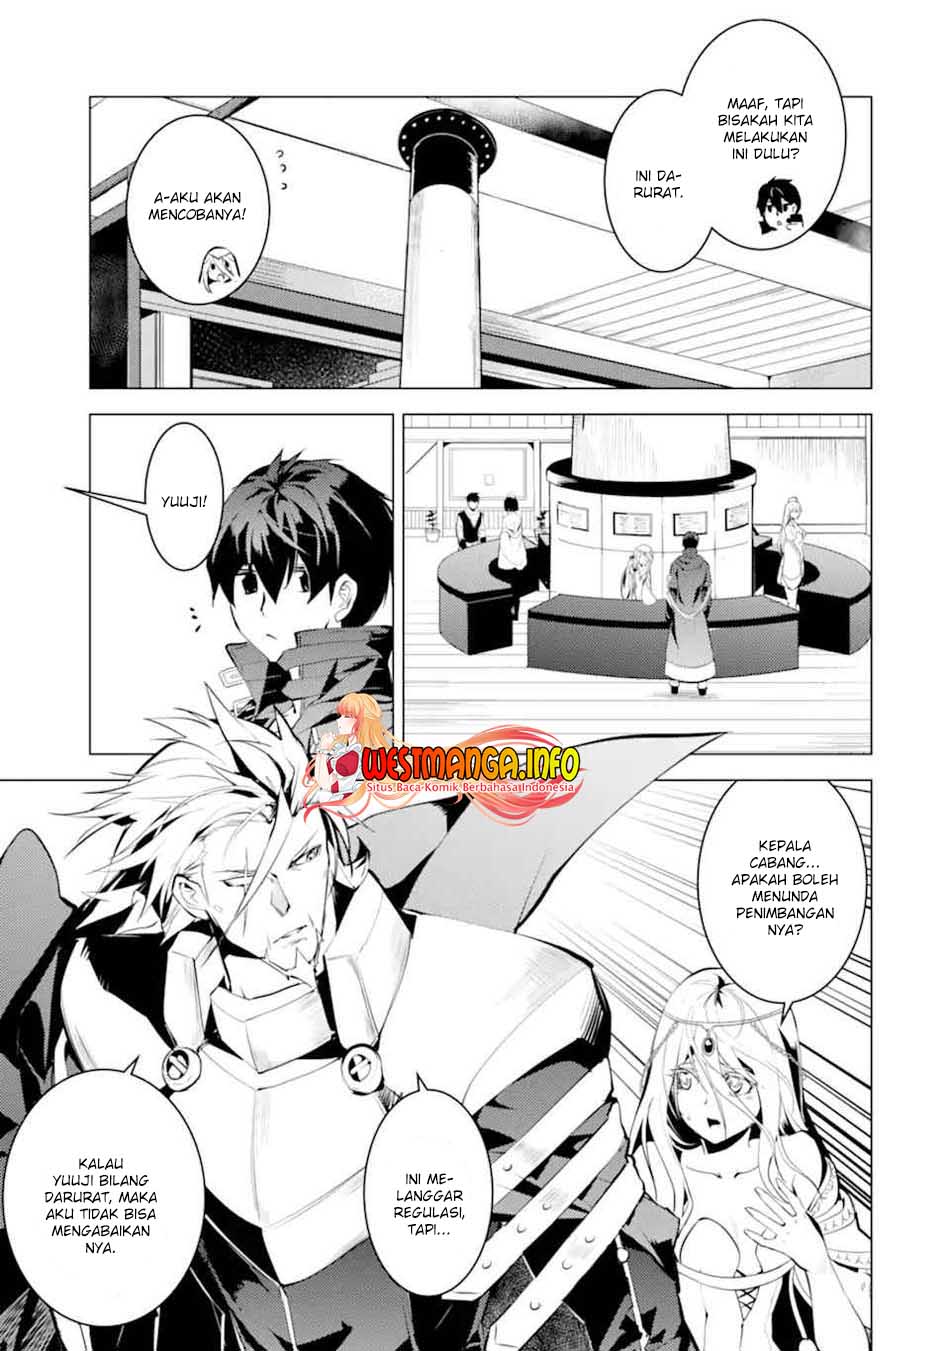 MAAF, TAPI
BISAKAH KITA
MELAKUKAN
INI DULU?
INI DA-
RURAT.
A-AKU AKAN
MENCOBANYA!
YUUJI!
WESTMANGA.INFO
Situs Baca Komik Berbahasa Indonesia
KEPALA
CABANG...
APAKAH BOLEH
MENUNDA
PENIMBANGAN
NYA?
INI ME-
LANGGAR
REGULASI,
TAPI...
KALAU
YUUJI BILANG
DARURAT, MAKA
AKU TIDAK BISA
MENGABAIKAN
NYA.